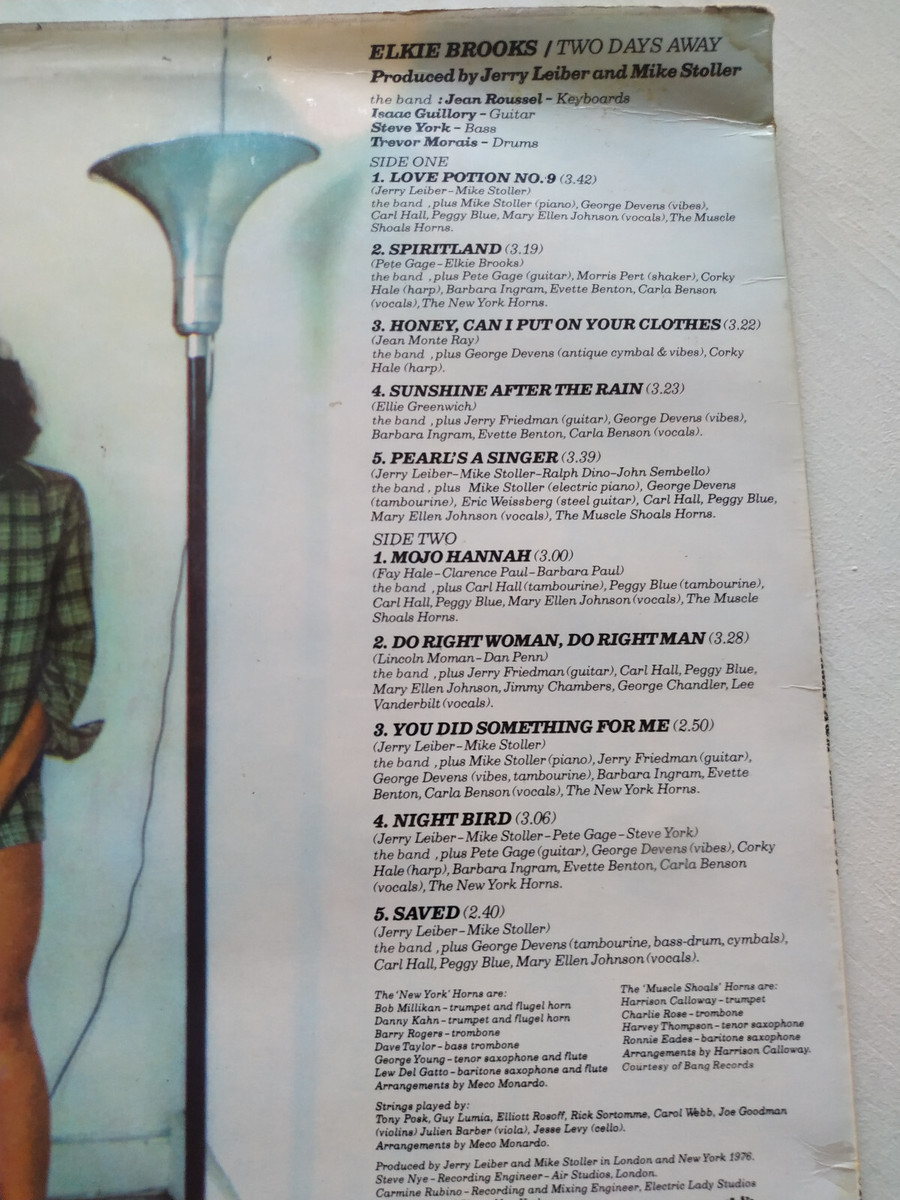 ELKIE BROOKS / TWO DAYS AWAY
Produced by Jerry Leiber and Mike Stoller
the band : Jean Roussel – Keyboards
Isaac Guillory – Guitar
Steve York – Bass
Trevor Morais – Drums
SIDE ONE
1. LOVE POTION NO. 9 (3.42)
(Jerry Leiber–Mike Stoller)
the band , plus Mike Stoller (piano), George Devens (vibes),
Carl Hall, Peggy Blue, Mary Ellen Johnson (vocals), The Muscle
Shoals Horns.
2. SPIRITLAND (3.19)
(Pete Gage–Elkie Brooks)
the band , plus Pete Gage (guitar), Morris Pert (shaker), Corky
Hale (harp), Barbara Ingram, Evette Benton, Carla Benson
(vocals), The New York Horns.
3. HONEY, CAN I PUT ON YOUR CLOTHES (3.22)
(Jean Monte Ray)
the band , plus George Devens (antique cymbal & vibes), Corky
Hale (harp).
4. SUNSHINE AFTER THE RAIN (3.23)
(Ellie Greenwich)
the band , plus Jerry Friedman (guitar), George Devens (vibes),
Barbara Ingram, Evette Benton, Carla Benson (vocals).
5. PEARL'S A SINGER (3.39)
(Jerry Leiber–Mike Stoller–Ralph Dino–John Sembello)
the band , plus Mike Stoller (electric piano), George Devens
(tambourine), Eric Weissberg (steel guitar), Carl Hall, Peggy Blue,
Mary Ellen Johnson (vocals), The Muscle Shoals Horns.
SIDE TWO
1. MOJO HANNAH (3.00)
(Fay Hale–Clarence Paul–Barbara Paul)
the band , plus Carl Hall (tambourine), Peggy Blue (tambourine),
Carl Hall, Peggy Blue, Mary Ellen Johnson (vocals), The Muscle
Shoals Horns.
2. DO RIGHT WOMAN, DO RIGHT MAN (3.28)
(Lincoln Moman–Dan Penn)
the band , plus Jerry Friedman (guitar), Carl Hall, Peggy Blue,
Mary Ellen Johnson, Jimmy Chambers, George Chandler, Lee
Vanderbilt (vocals).
3. YOU DID SOMETHING FOR ME (2.50)
(Jerry Leiber–Mike Stoller)
the band , plus Mike Stoller (piano), Jerry Friedman (guitar),
George Devens (vibes, tambourine), Barbara Ingram, Evette
Benton, Carla Benson (vocals), The New York Horns.
4. NIGHT BIRD (3.06)
(Jerry Leiber–Mike Stoller–Pete Gage–Steve York)
the band , plus Pete Gage (guitar), George Devens (vibes), Corky
Hale (harp), Barbara Ingram, Evette Benton, Carla Benson
(vocals), The New York Horns.
5. SAVED (2.40)
(Jerry Leiber–Mike Stoller)
the band , plus George Devens (tambourine, bass-drum, cymbals),
Carl Hall, Peggy Blue, Mary Ellen Johnson (vocals).
The 'New York' Horns are:
Bob Millikan – trumpet and flugel horn
Danny Kahn – trumpet and flugel horn
Barry Rogers – trombone
Dave Taylor – bass trombone
George Young – tenor saxophone and flute
Lew Del Gatto – baritone saxophone and flute
Arrangements by Meco Monardo.
The 'Muscle Shoals' Horns are:
Harrison Calloway – trumpet
Charlie Rose – trombone
Harvey Thompson – tenor saxophone
Ronnie Eades – baritone saxophone
Arrangements by Harrison Calloway.
Courtesy of Bang Records
Strings played by:
Tony Posk, Guy Lumia, Elliott Rosoff, Rick Sortomme, Carol Webb, Joe Goodman
(violins) Julien Barber (viola), Jesse Levy (cello).
Arrangements by Meco Monardo.
Produced by Jerry Leiber and Mike Stoller in London and New York 1976.
Steve Nye – Recording Engineer – Air Studios, London.
Carmine Rubino – Recording and Mixing Engineer, Electric Lady Studios